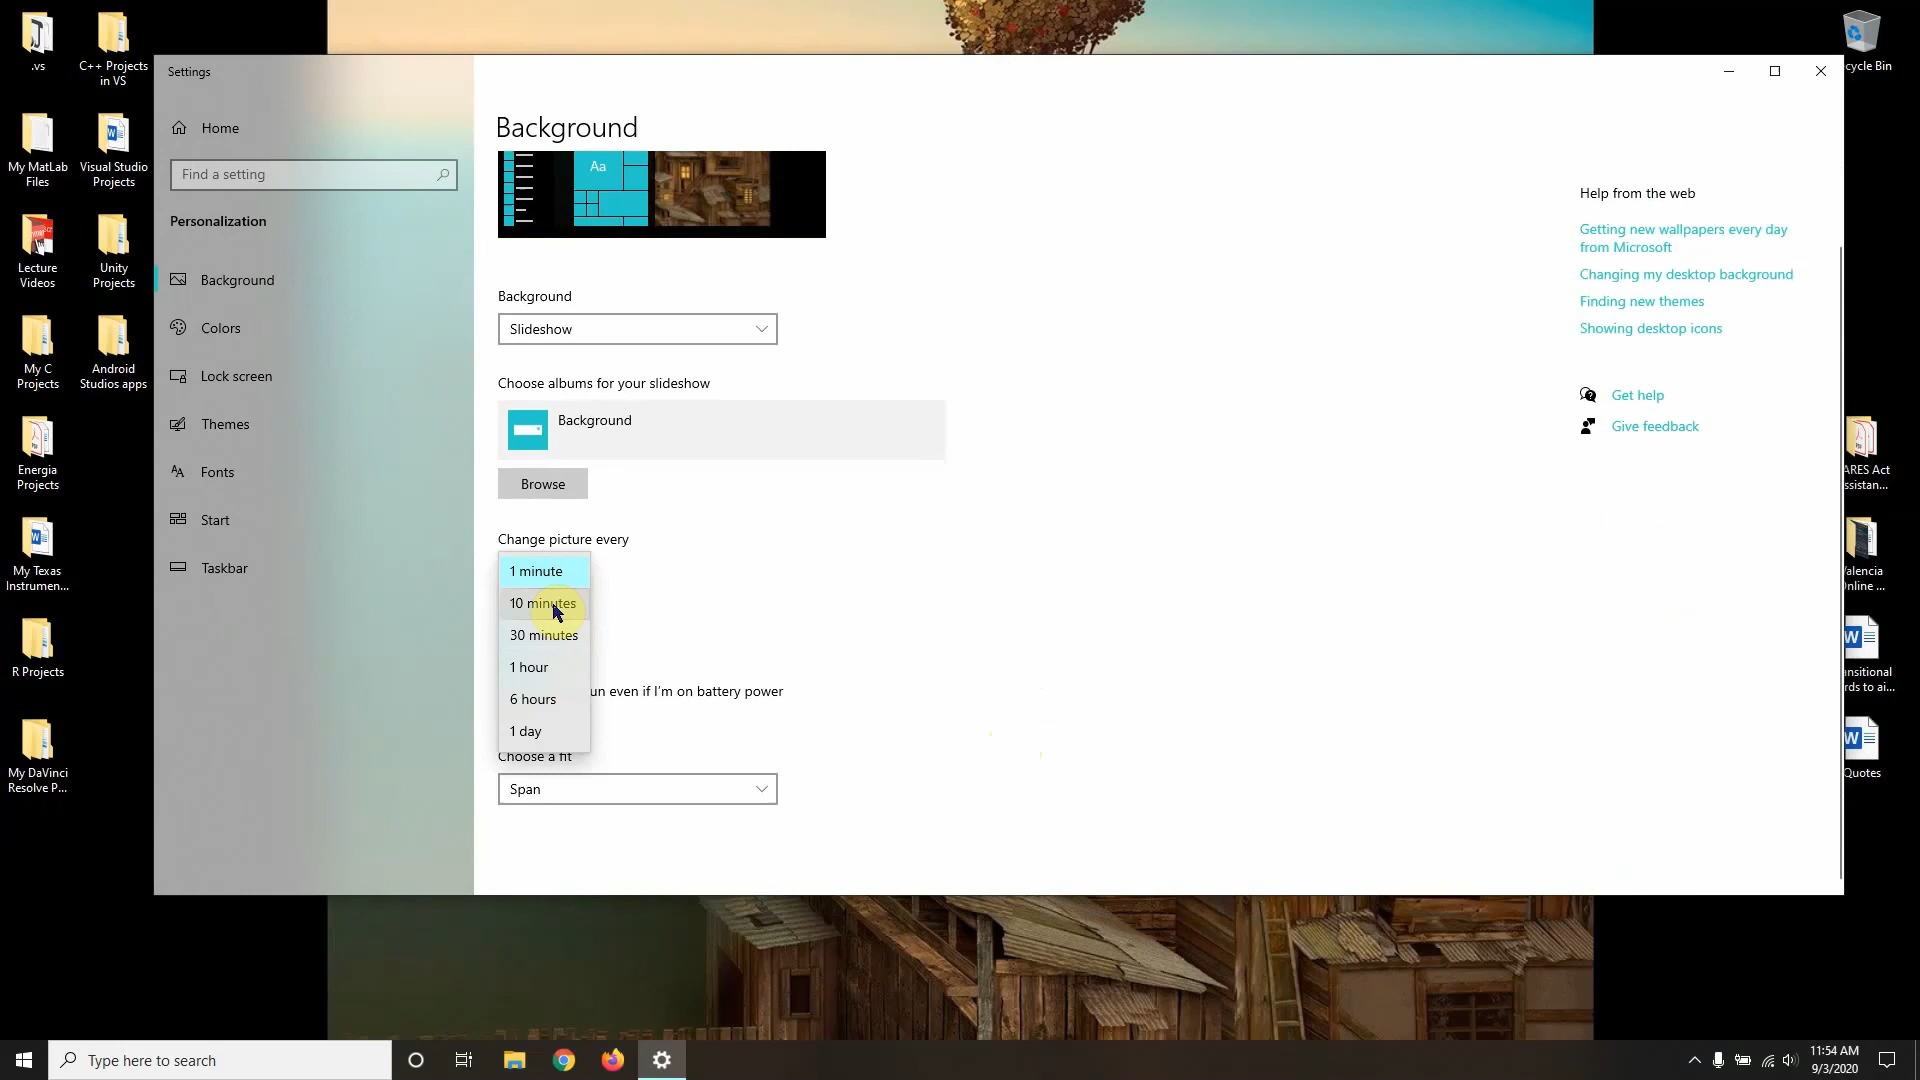 .vs
C++ Projects
in VS
My MatLab
Files
Visual Studio
Projects
Lecture
Videos
Unity
Projects
My C
Projects
Android
Studios apps
Energia
Projects
My Texas
Instrumen...
R Projects
My DaVinci
Resolve P...
Settings
Home
Find a setting
Personalization
Background
Colors
Lock screen
Themes
Fonts
Start
Taskbar
Background
Aa
Background
Slideshow
Choose albums for your slideshow
Background
Browse
Change picture every
1 minute
10 minutes
30 minutes
1 hour
6 hours
1 day
un even if I'm on battery power
Choose a fit
Span
Help from the web
Getting new wallpapers every day
from Microsoft
Changing my desktop background
Finding new themes
Showing desktop icons
Get help
Give feedback
cycle Bin
ARES Act
ssistan...
Valencia
Online ...
ansitional
rds to ai...
Quotes
Type here to search
11:54 AM
9/3/2020